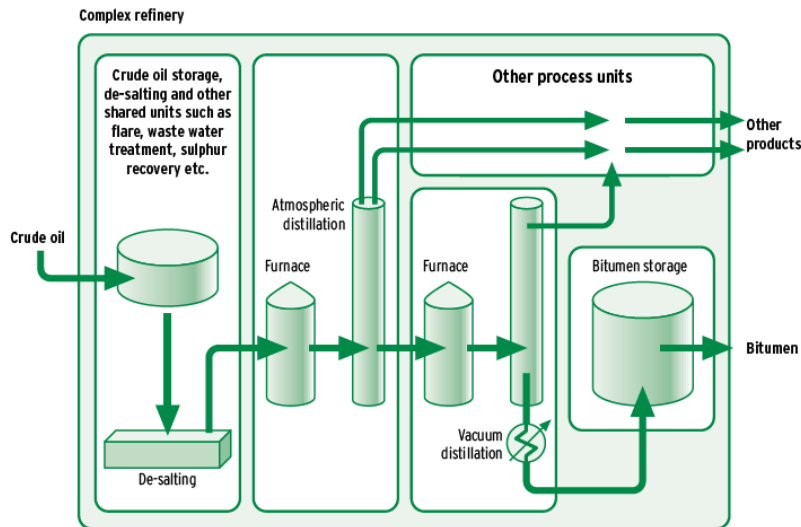 Complex refinery
Crude oil storage,
de-salting and other
shared units such as
flare, waste water
treatment, sulphur
recovery etc.
Other process units
Other
products
Atmospheric
distillation
Crude oil
Furnace
Furnace
Bitumen storage
Bitumen
Vacuum
distillation
De-salting